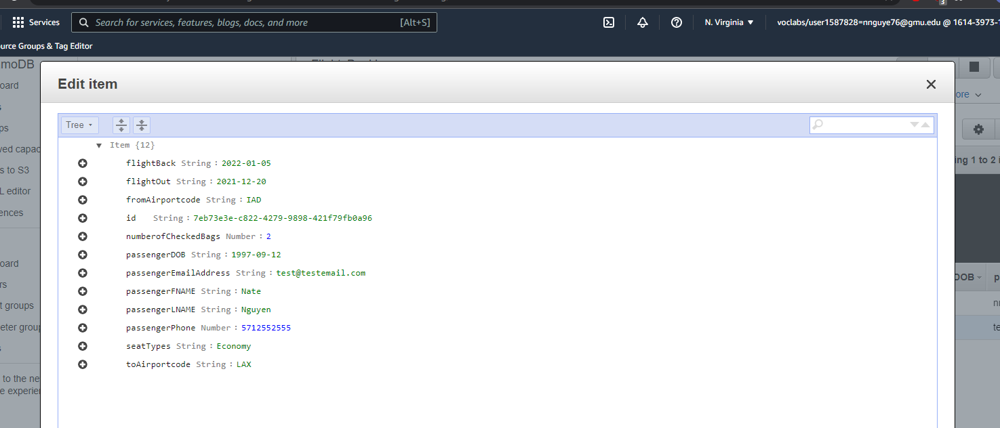 Services Search for services, features, blogs, docs, and more [Alt+S] 3 N. Virginia ▼ voclabs/user1587828=nnguye76@gmu.edu @ 1614-3973-
urce Groups & Tag Editor
moDB
Edit item
oard
ore
ps
Tree
ved capac
Item {12}
ing 1 to 2 i
flightBack String : 2022-01-05
s to S3
flightOut String : 2021-12-20
L editor
fromAirportcode String : IAD
ences
id String : 7eb73e3e-c822-4279-9898-421f79fb0a96
numberofCheckedBags Number : 2
passengerDOB String : 1997-09-12
oard
passengerEmailAddress String : test@testemail.com
DOB p
rs
passengerFNAME String : Nate
t groups
passengerLNAME String : Nguyen
nr
eter group
passengerPhone Number : 5712552555
te
seatTypes String : Economy
toAirportcode String : LAX
to the ne
e experien